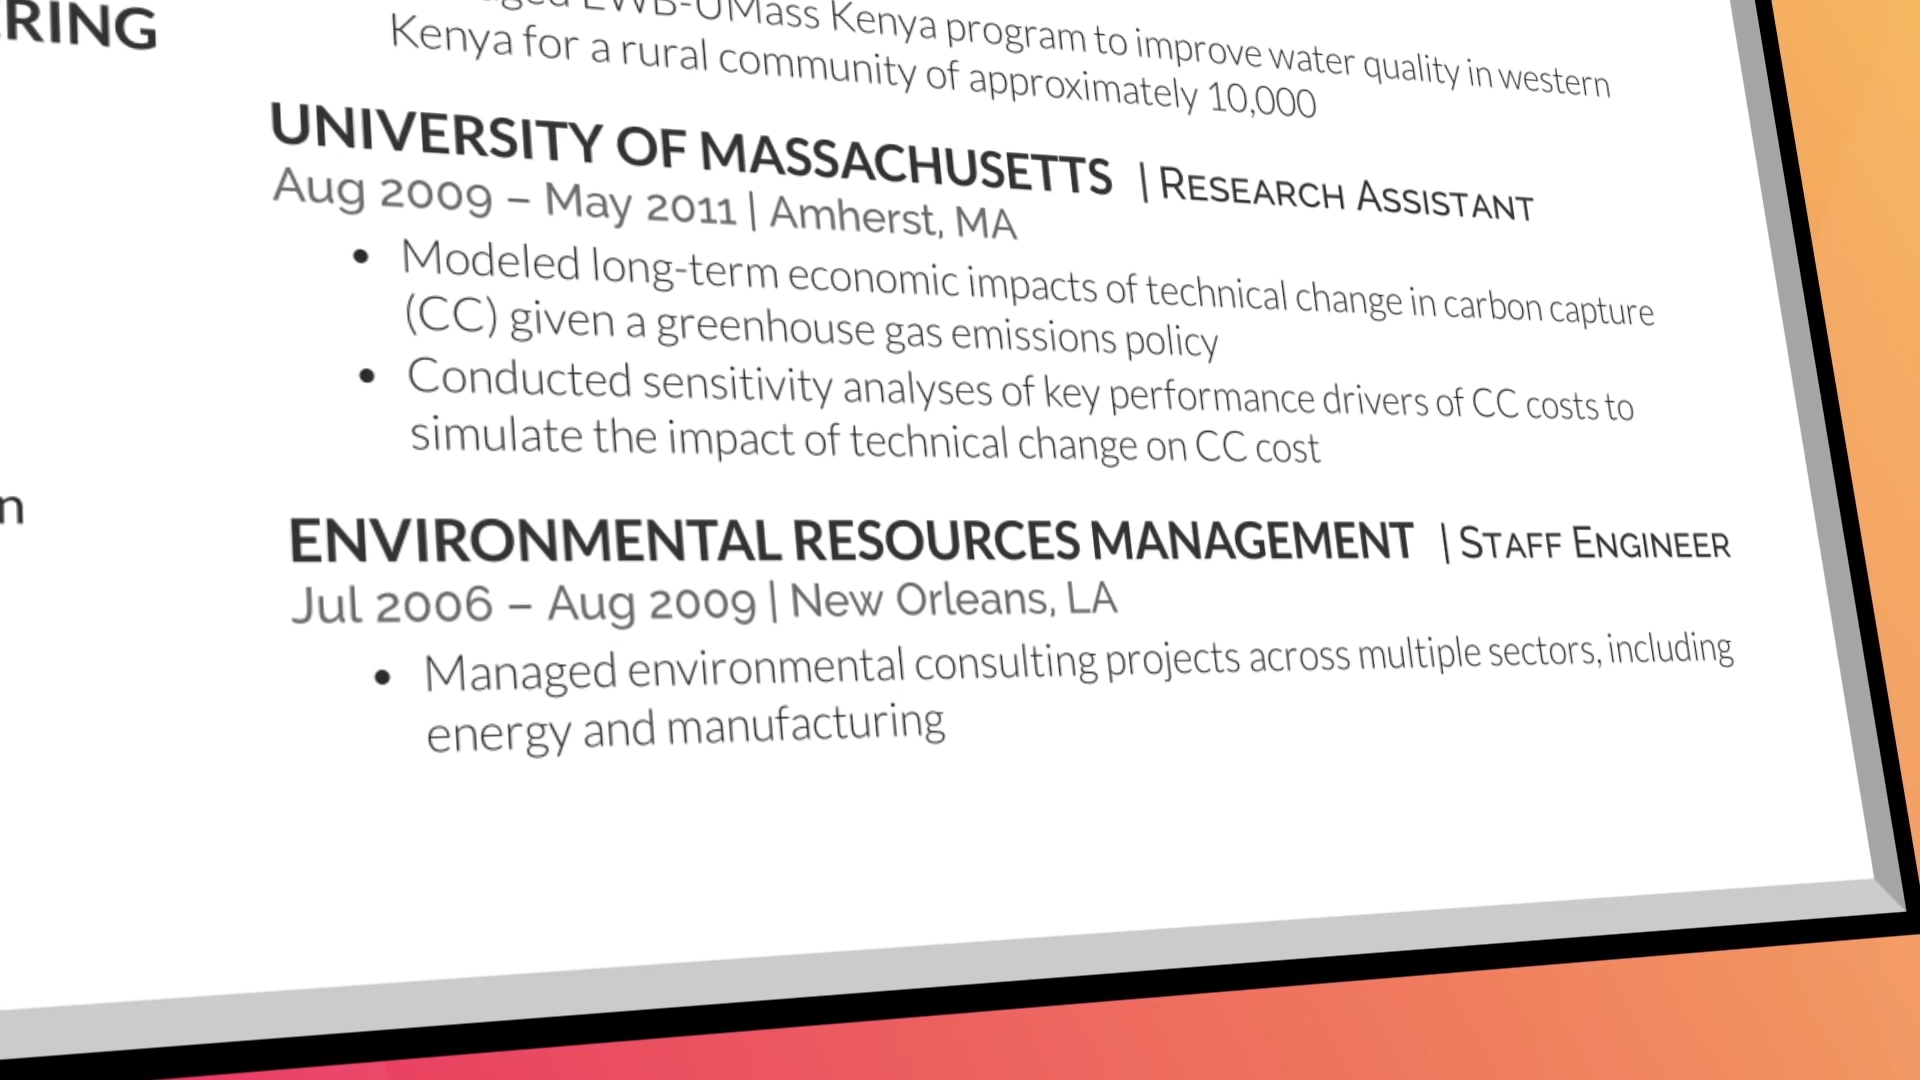 RING
EWB-UMass Kenya program to improve water quality in western
Kenya for a rural community of approximately 10,000
UNIVERSITY OF MASSACHUSETTS | RESEARCH ASSISTANT
Aug 2009 – May 2011 | Amherst, MA
• Modeled long-term economic impacts of technical change in carbon capture
(CC) given a greenhouse gas emissions policy
• Conducted sensitivity analyses of key performance drivers of CC costs to
simulate the impact of technical change on CC cost
n
ENVIRONMENTAL RESOURCES MANAGEMENT | STAFF ENGINEER
Jul 2006 – Aug 2009 | New Orleans, LA
• Managed environmental consulting projects across multiple sectors, including
energy and manufacturing